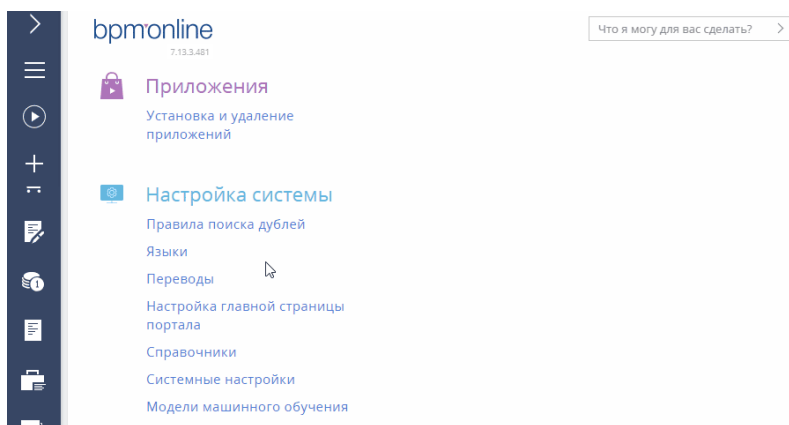 bpm'online
Что я могу для вас сделать?
7.13.3.481
Приложения
Установка и удаление
приложений
Настройка системы
Правила поиска дублей
Языки
Переводы
Настройка главной страницы
портала
Справочники
1
Системные настройки
Модели машинного обучения